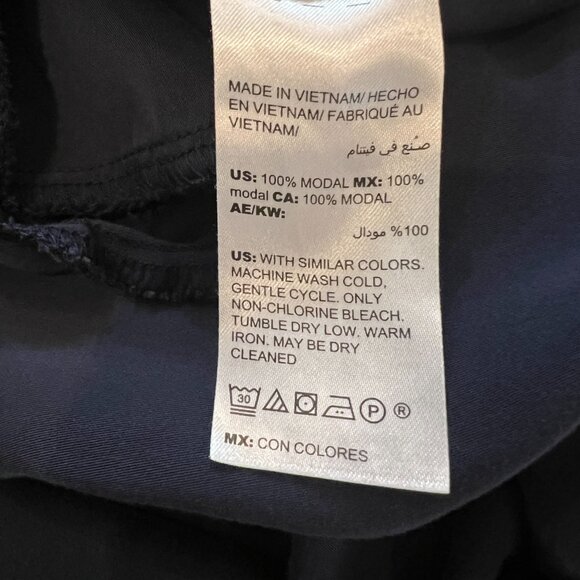 MADE IN VIETNAM/ HECHO
EN VIETNAM/ FABRIQUÉ AU
VIETNAM/
صُنع في فيتنام
US: 100% MODAL MX: 100%
modal CA: 100% MODAL
AE/KW:
100% مودال
US: WITH SIMILAR COLORS.
MACHINE WASH COLD,
GENTLE CYCLE. ONLY
NON-CHLORINE BLEACH.
TUMBLE DRY LOW. WARM
IRON. MAY BE DRY
CLEANED
30 P ®
MX: CON COLORES